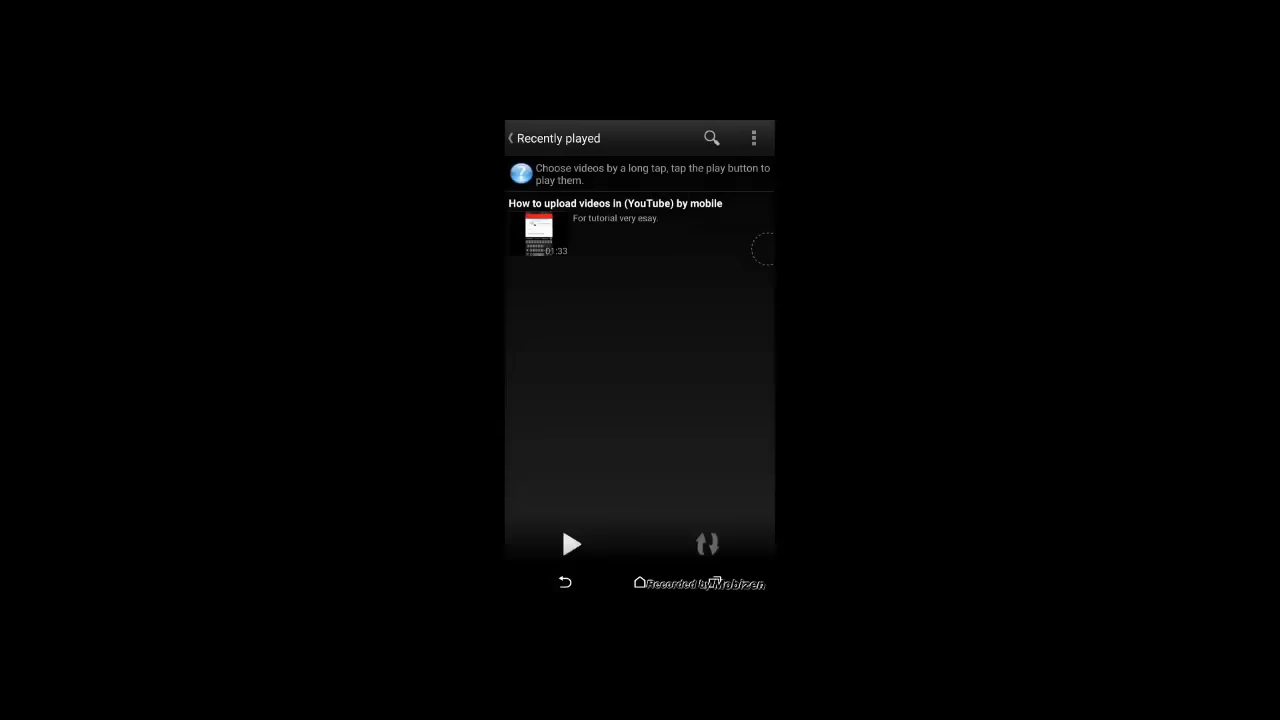 Recently played
Choose videos by a long tap, tap the play button to
play them.
How to upload videos in (YouTube) by mobile
For tutorial very esay.
01:33
Recorded by Mobizen